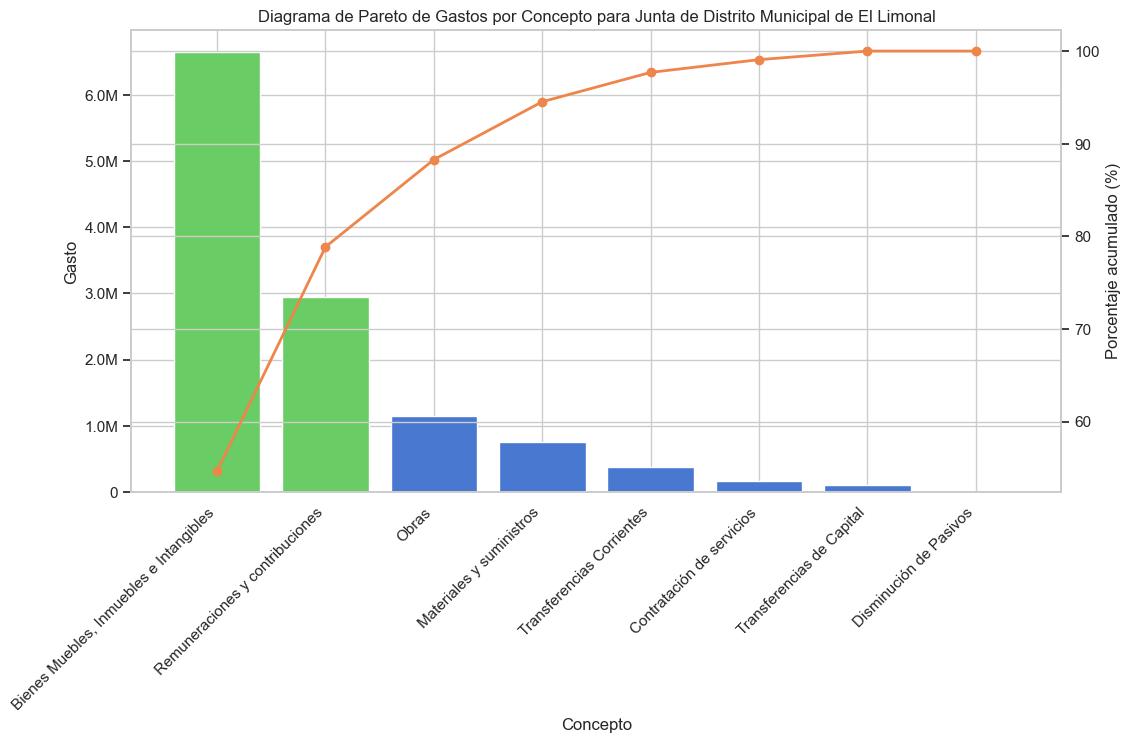 Diagrama de Pareto de Gastos por Concepto para Junta de Distrito Municipal de El Limonal
Gasto
6.0M
5.0M
4.0M
3.0M
2.0M
1.0M
0
100
90
80
70
60
Porcentaje acumulado (%)
Bienes Muebles, Inmuebles e Intangibles
Remuneraciones y contribuciones
Obras
Materiales y suministros
Transferencias Corrientes
Contratación de servicios
Transferencias de Capital
Disminución de Pasivos
Concepto